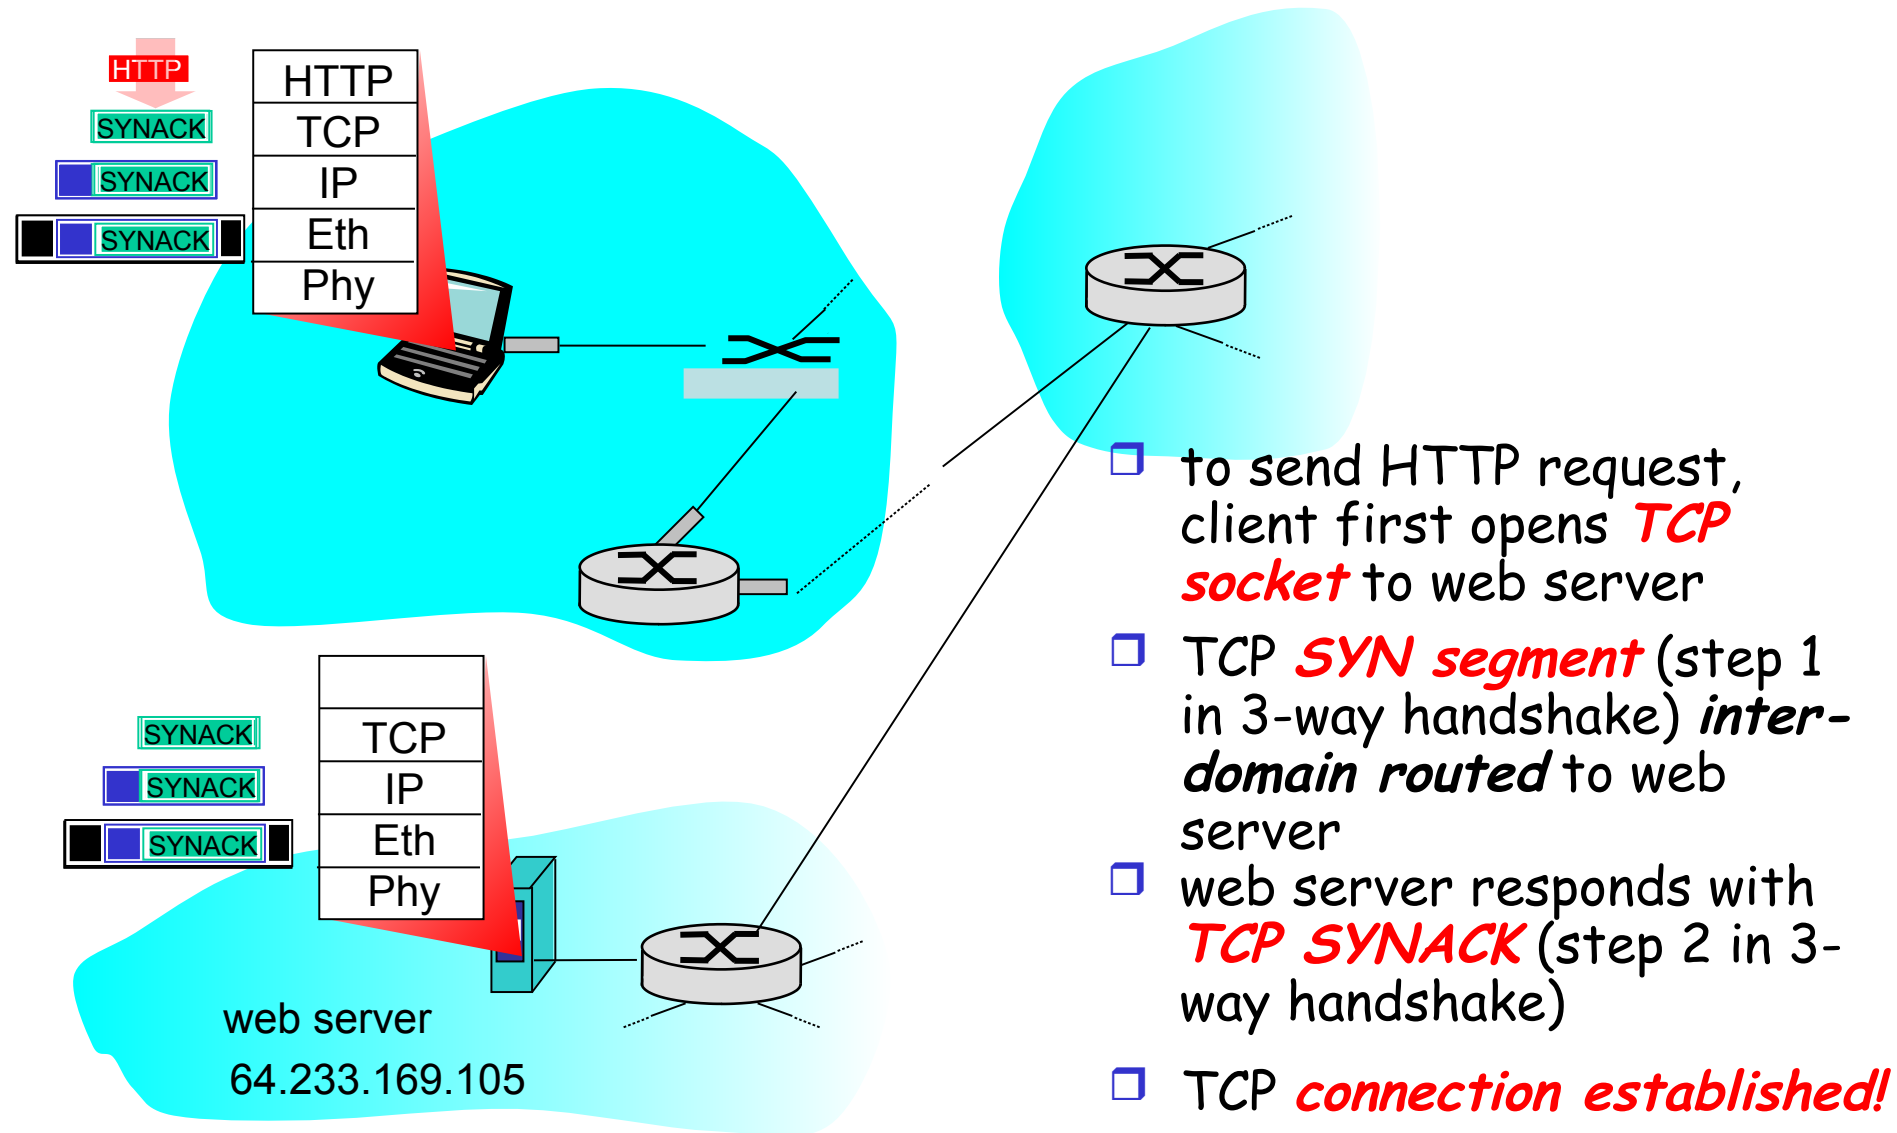 HTTP
SYNACK
SYNACK
SYNACK
HTTP
TCP
IP
Eth
Phy
SYNACK
SYNACK
SYNACK
TCP
IP
Eth
Phy
web server
64.233.169.105
to send HTTP request,
client first opens TCP
socket to web server
TCP SYN segment (step 1
in 3-way handshake) inter-
domain routed to web
server
web server responds with
TCP SYNACK (step 2 in 3-
way handshake)
TCP connection established!